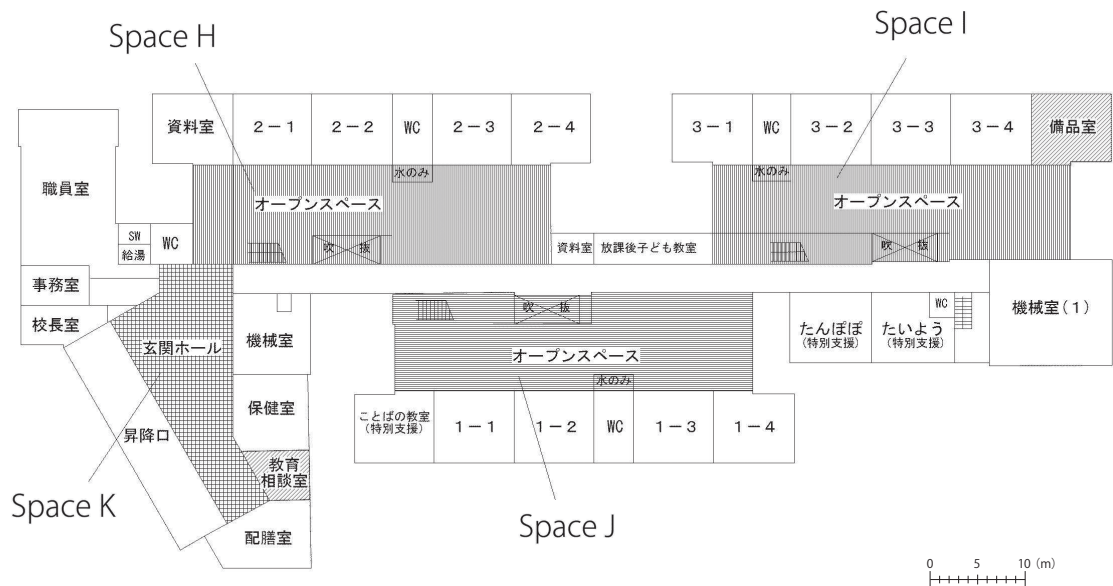 Space H
Space I
資料室
2-1
2-2
WC
2-3
2-4
3-1
WC
3-2
3-3
3-4
備品室
職員室
水のみ
水のみ
オープンスペース
オープンスペース
SW
給湯
WC
吹 抜
資料室
放課後子ども教室
吹 抜
事務室
校長室
玄関ホール
機械室
吹 抜
オープンスペース
たんぽぽ
(特別支援)
たいよう
(特別支援)
WC
機械室(1)
水のみ
昇降口
保健室
ことばの教室
(特別支援)
1-1
1-2
WC
1-3
1-4
教育
相談室
配膳室
Space K
Space J
0 5 10 (m)